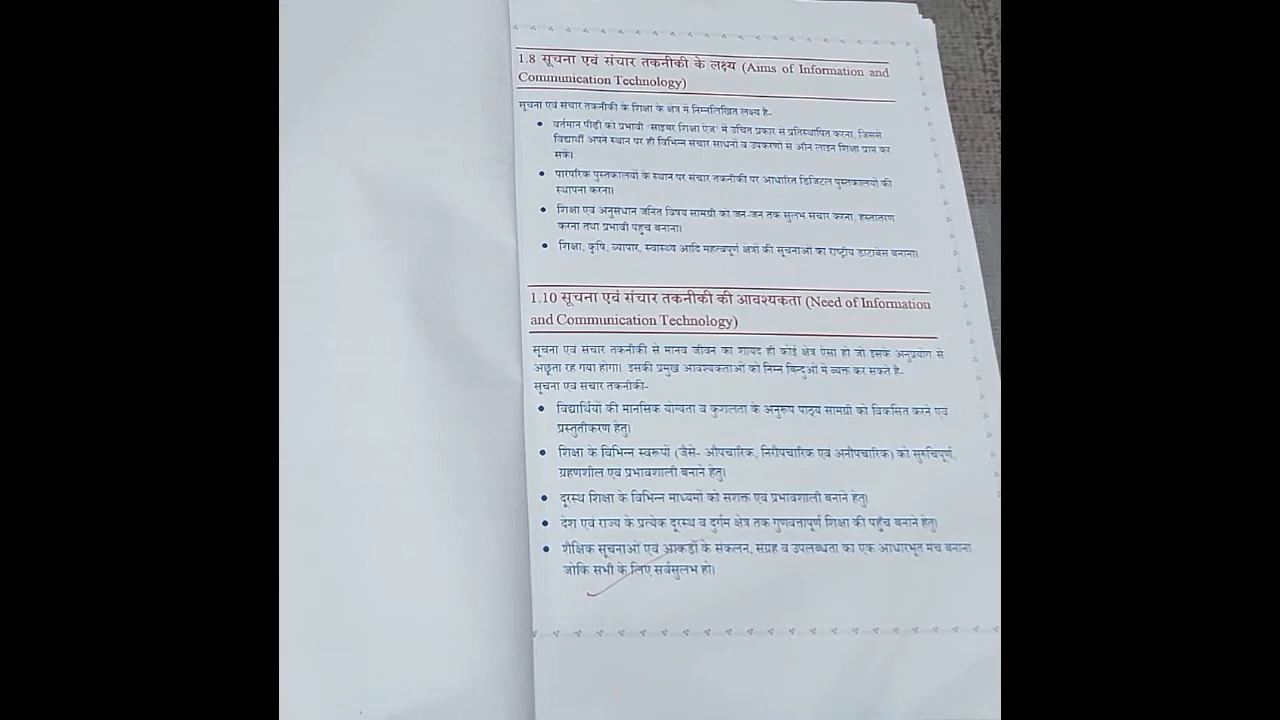 1.8 सूचना एवं संचार तकनीकी के लक्ष्य (Aims of Information and
Communication Technology)
सूचना एवं संचार तकनीकी के शिक्षा के क्षेत्र में निम्नलिखित लक्ष्य है-
• वर्तमान पीढ़ी को प्रभावी 'साइबर शिक्षा ऐज' में उचित प्रकार से प्रतिस्थापित करना, जिससे
विद्यार्थी अपने स्थान पर ही विभिन्न संचार साधनों व उपकरणों से ऑन लाइन शिक्षा प्राप्त कर
सकें।
• पारंपरिक पुस्तकालयों के स्थान पर संचार तकनीकी पर आधारित डिजिटल पुस्तकालयों की
स्थापना करना।
• शिक्षा एवं अनुसंधान जनित विषय सामग्री को जन-जन तक सुलभ संचार करना, हस्तांतरण
करना तथा प्रभावी पहुंच बनाना।
• शिक्षा, कृषि, व्यापार, स्वास्थ्य आदि महत्वपूर्ण क्षेत्रों की सूचनाओं का राष्ट्रीय डाटाबेस बनाना।
1.10 सूचना एवं संचार तकनीकी की आवश्यकता (Need of Information
and Communication Technology)
सूचना एवं संचार तकनीकी से मानव जीवन का शायद ही कोई क्षेत्र ऐसा हो जो इसके अनुप्रयोग से
अछूता रह गया होगा। इसकी प्रमुख आवश्यकताओं को निम्न बिन्दुओं में व्यक्त कर सकते है-
सूचना एवं संचार तकनीकी-
• विद्यार्थियों की मानसिक योग्यता व कुशलता के अनुरूप पाठ्य सामग्री को विकसित करने एवं
प्रस्तुतीकरण हेतु।
• शिक्षा के विभिन्न स्वरूपों (जैसे- औपचारिक, निरौपचारिक एवं अनौपचारिक) को सुरुचिपूर्ण,
ग्रहणशील एवं प्रभावशाली बनाने हेतु।
• दूरस्थ शिक्षा के विभिन्न माध्यमों को सशक्त एवं प्रभावशाली बनाने हेतु।
• देश एवं राज्य के प्रत्येक दूरस्थ व दुर्गम क्षेत्र तक गुणवत्तापूर्ण शिक्षा की पहुँच बनाने हेतु।
• शैक्षिक सूचनाओं एवं आंकड़ों के संकलन, संग्रह व उपलब्धता का एक आधारभूत मंच बनाना
जोकि सभी के लिए सर्वसुलभ हो।